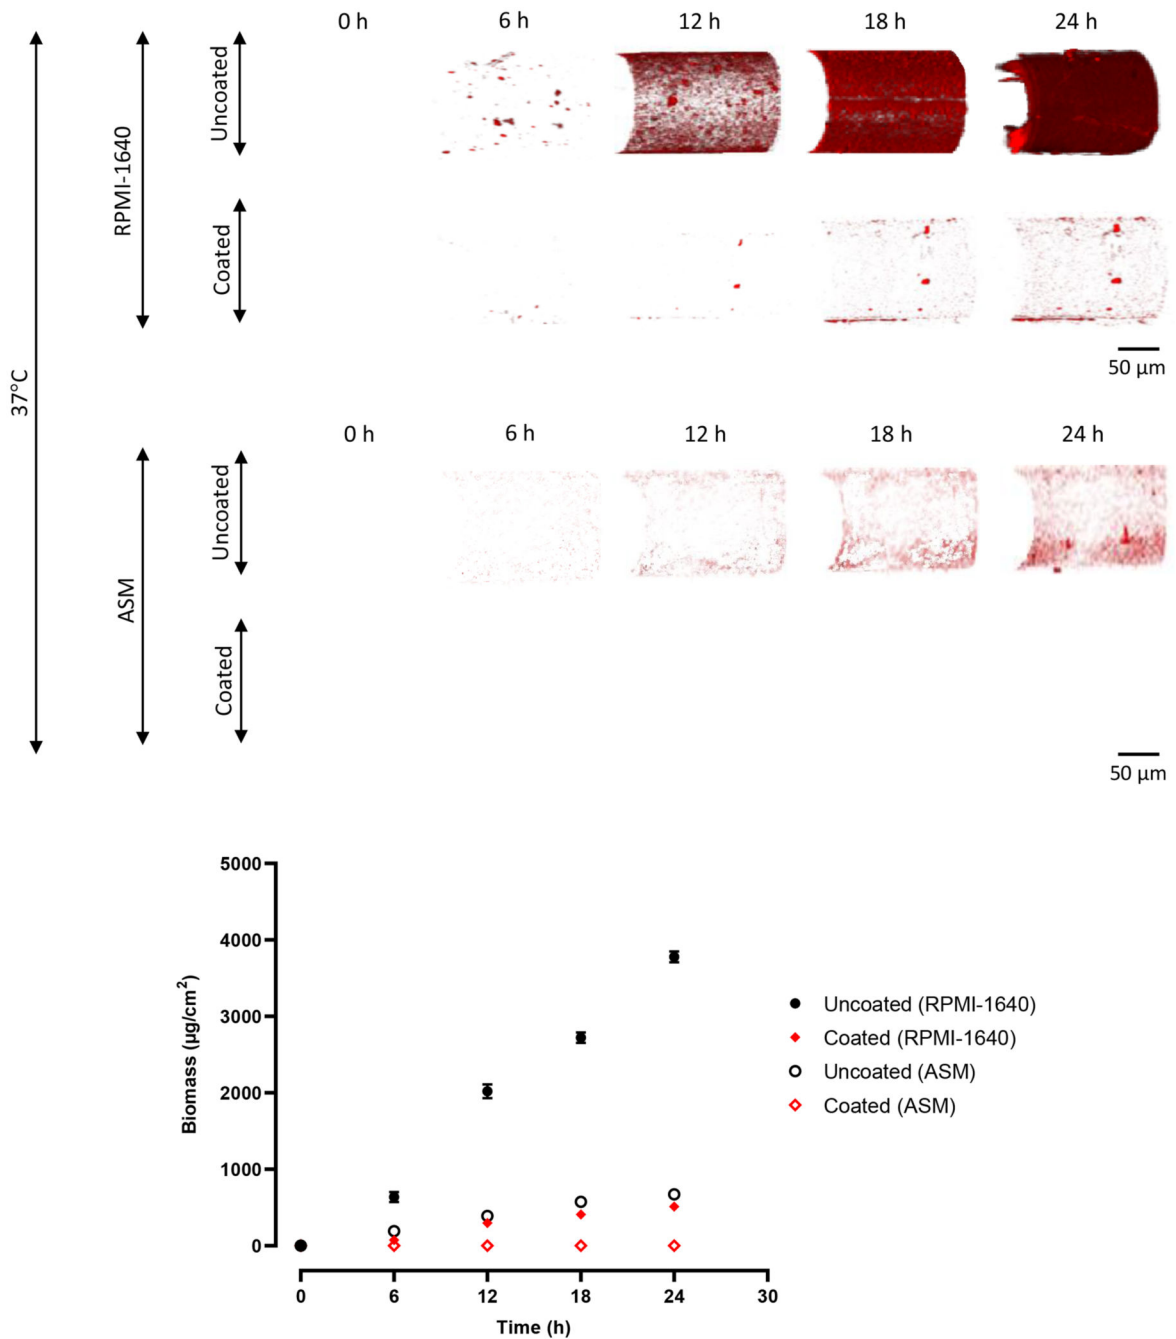 0 h 6 h 12 h 18 h 24 h
37°C
RPMI-1640
Uncoated
Coated
50 µm
0 h 6 h 12 h 18 h 24 h
ASM
Uncoated
Coated
50 µm
Biomass (µg/cm²)
5000
4000
3000
2000
1000
0
0 6 12 18 24 30
Time (h)
Uncoated (RPMI-1640)
Coated (RPMI-1640)
Uncoated (ASM)
Coated (ASM)